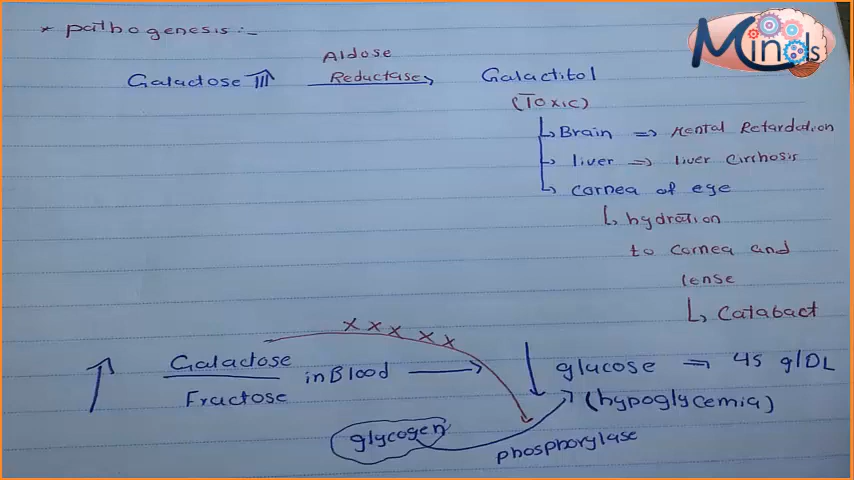 * pathogenesis :-
Minds
Aldose
Galactose ⇑ Reductase → Galactitol
(Toxic)
Brain => Mental Retardation
liver => liver Cirrhosis
cornea of eye
hydration
to cornea and
lense
Catabact
x x x x x
↑ Galactose in Blood → ↓ glucose => 45 g/DL
Fractose (hypoglycemia)
glycogen
phosphorylase